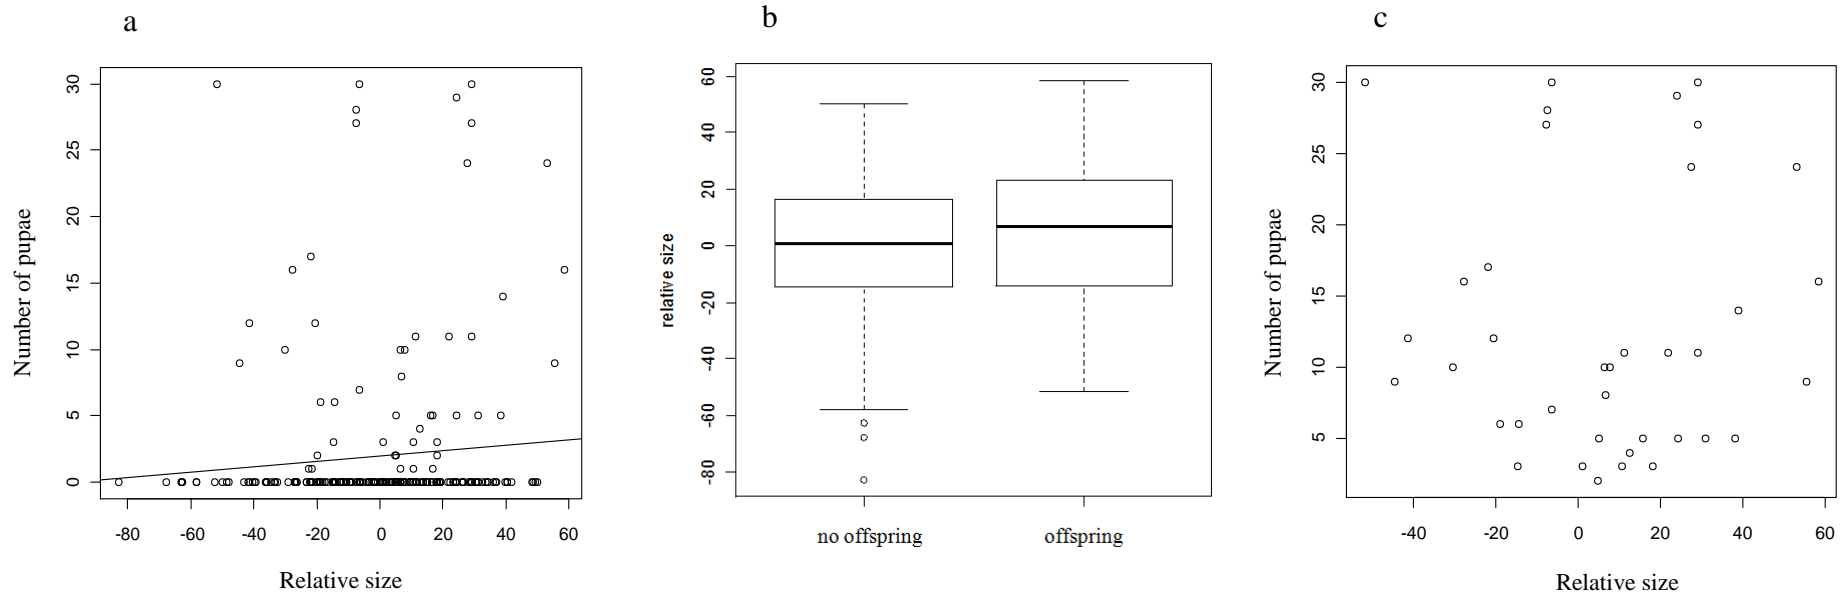 a
30
25
20
15
10
5
0
Number of pupae
-80 -60 -40 -20 0 20 40 60
Relative size
b
60
40
20
0
-20
-40
-60
-80
relative size
no offspring offspring
c
30
25
20
15
10
5
Number of pupae
-40 -20 0 20 40 60
Relative size